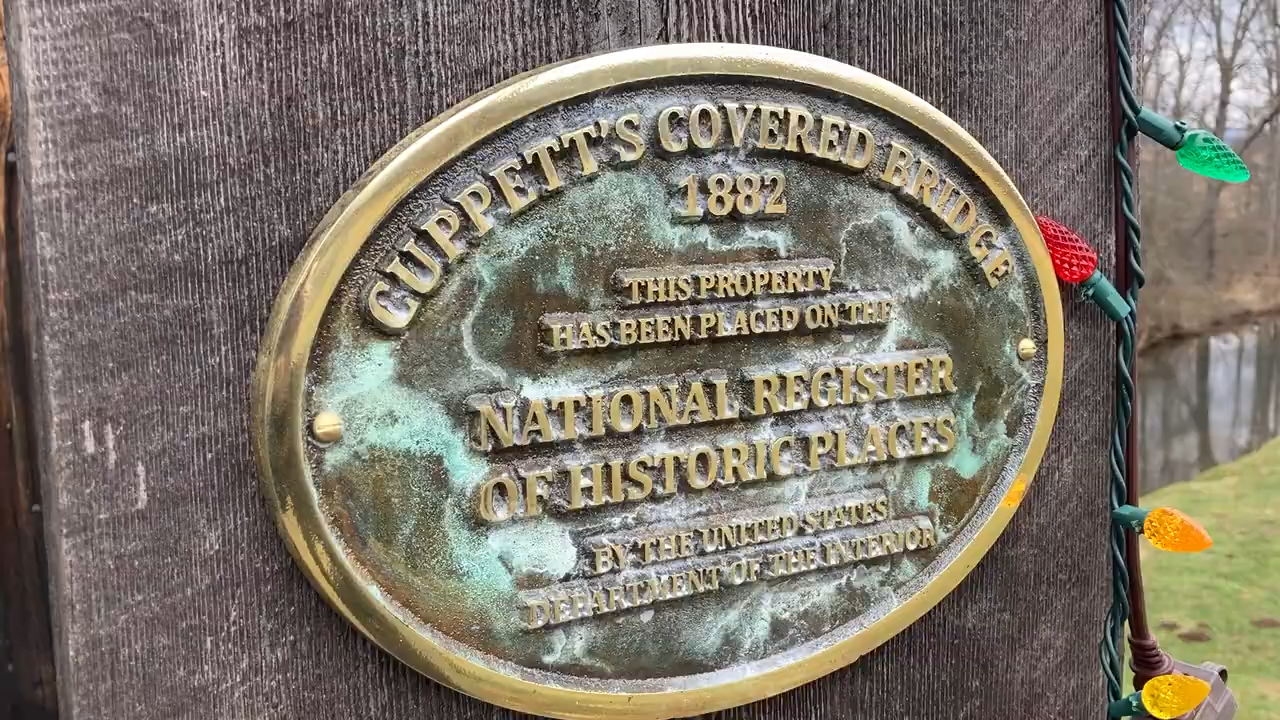 CUPPETT'S COVERED BRIDGE
1882
THIS PROPERTY
HAS BEEN PLACED ON THE
NATIONAL REGISTER
OF HISTORIC PLACES
BY THE UNITED STATES
DEPARTMENT OF THE INTERIOR